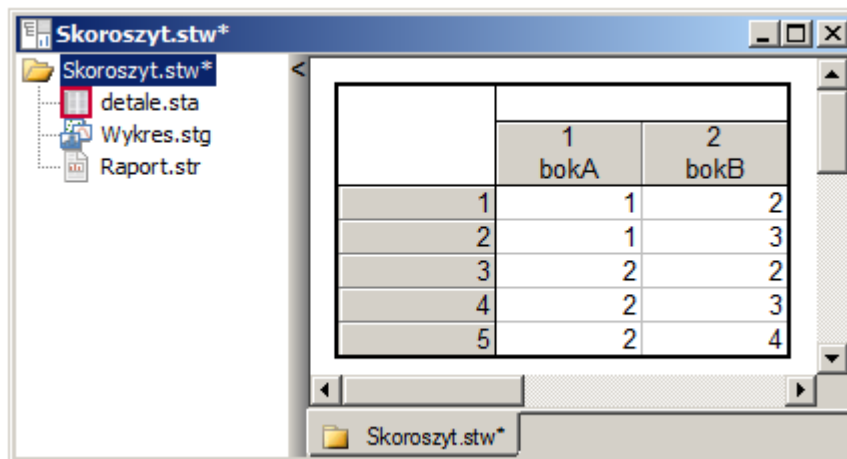 Skoroszyt.stw*
Skoroszyt.stw*
detale.sta
Wykres.stg
Raport.str
<
1 2
bokA bokB
1 1 2
2 1 3
3 2 2
4 2 3
5 2 4
Skoroszyt.stw*